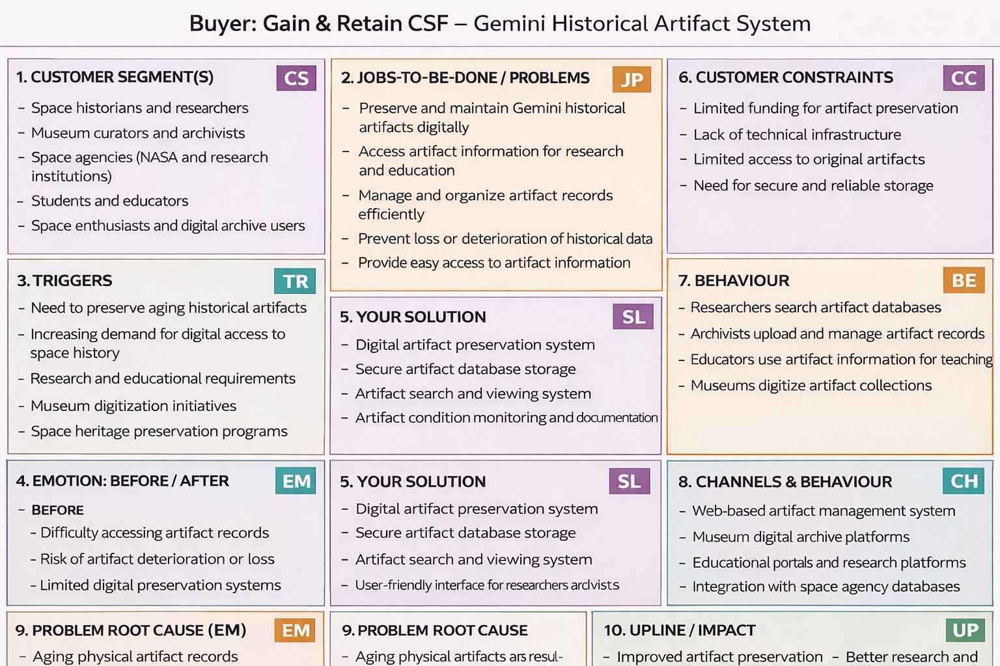 Buyer: Gain & Retain CSF – Gemini Historical Artifact System
1. CUSTOMER SEGMENT(S)
CS
– Space historians and researchers
– Museum curators and archivists
– Space agencies (NASA and research
institutions)
– Students and educators
– Space enthusiasts and digital archive users
2. JOBS-TO-BE-DONE / PROBLEMS
JP
– Preserve and maintain Gemini historical
artifacts digitally
– Access artifact information for research
and education
– Manage and organize artifact records
efficiently
– Prevent loss or deterioration of historical data
– Provide easy access to artifact information
6. CUSTOMER CONSTRAINTS
CC
– Limited funding for artifact preservation
– Lack of technical infrastructure
– Limited access to original artifacts
– Need for secure and reliable storage
3. TRIGGERS
TR
– Need to preserve aging historical artifacts
– Increasing demand for digital access to
space history
– Research and educational requirements
– Museum digitization initiatives
– Space heritage preservation programs
5. YOUR SOLUTION
SL
– Digital artifact preservation system
– Secure artifact database storage
– Artifact search and viewing system
– Artifact condition monitoring and documentation
7. BEHAVIOUR
BE
– Researchers search artifact databases
– Archivists upload and manage artifact records
– Educators use artifact information for teaching
– Museums digitize artifact collections
4. EMOTION: BEFORE / AFTER
EM
– BEFORE
– Difficulty accessing artifact records
– Risk of artifact deterioration or loss
– Limited digital preservation systems
5. YOUR SOLUTION
SL
– Digital artifact preservation system
– Secure artifact database storage
– Artifact search and viewing system
– User-friendly interface for researchers
8. CHANNELS & BEHAVIOUR
CH
– Web-based artifact management system
– Museum digital archive platforms
– Educational portals and research platforms
– Integration with space agency databases
9. PROBLEM ROOT CAUSE (EM)
EM
– Aging physical artifact records
9. PROBLEM ROOT CAUSE
– Aging physical artifacts ars resul-
10. UPLINE / IMPACT
UP
– Improved artifact preservation – Better research and